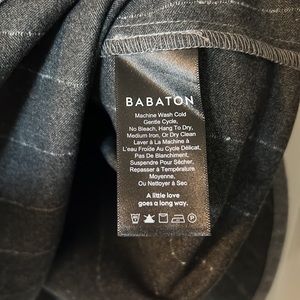 BABATON
Machine Wash Cold
Gentle Cycle,
No Bleach, Hang To Dry,
Medium Iron, Or Dry Clean
Laver À La Machine À
L'eau Froide Au Cycle Délicat,
Pas De Blanchiment,
Suspendre Pour Sécher,
Repasser à Température
Moyenne,
Ou Nettoyer à Sec
A little love
goes a long way.